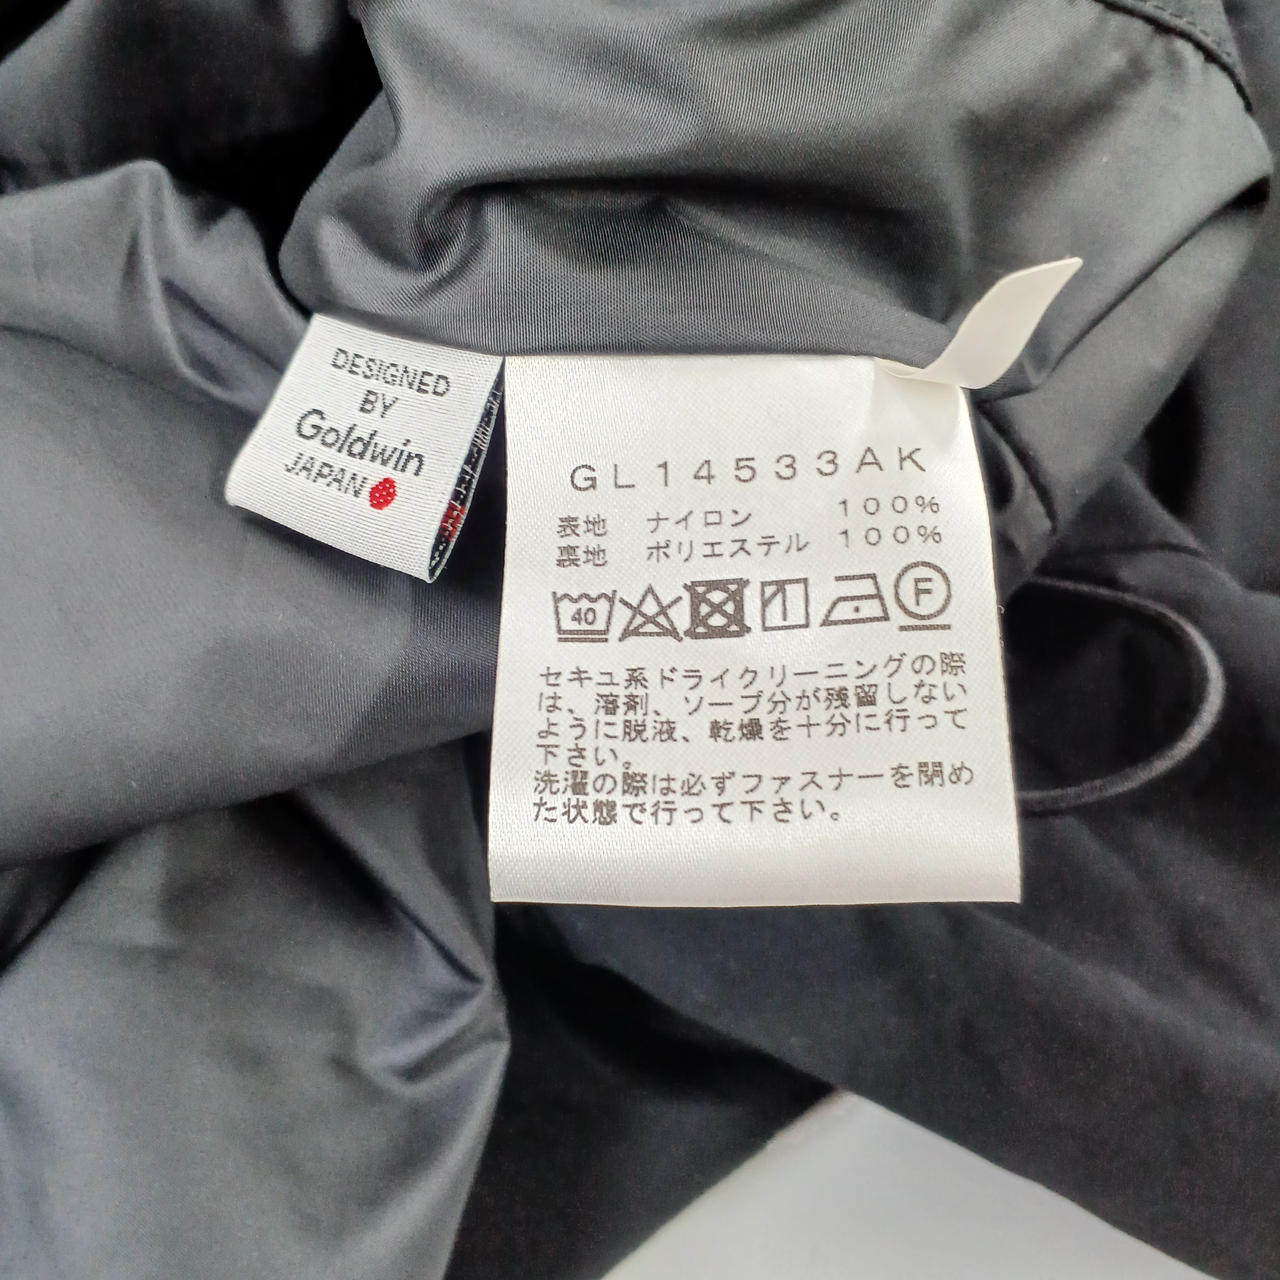 DESIGNED
BY
Goldwin
JAPAN
GL14533AK
表地 ナイロン 100%
裏地 ポリエステル 100%
40 F
セキユ系ドライクリーニングの際
は、溶剤、ソープ分が残留しない
ように脱液、乾燥を十分に行って
下さい。
洗濯の際は必ずファスナーを閉め
た状態で行って下さい。